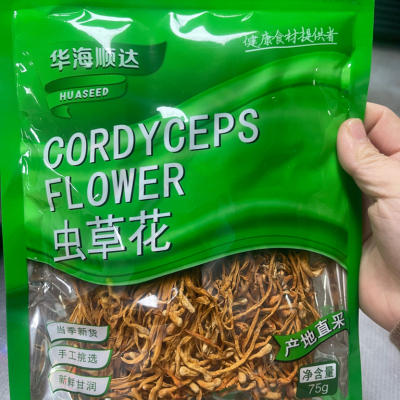 华海顺达
健康食材提供者
HUASEED
CORDYCEPS
FLOWER
虫草花
当季新货
手工挑选
新鲜甘润
产地直采
净含量
75g